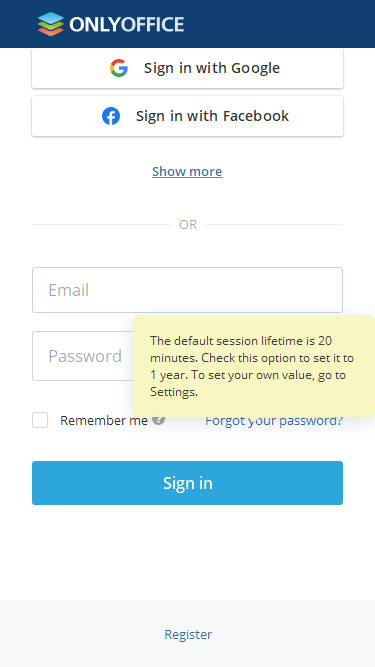 ONLYOFFICE
Sign in with Google
Sign in with Facebook
Show more
OR
Email
Password
The default session lifetime is 20
minutes. Check this option to set it to
1 year. To set your own value, go to
Settings.
Remember me ?
Forgot your password?
Sign in
Register